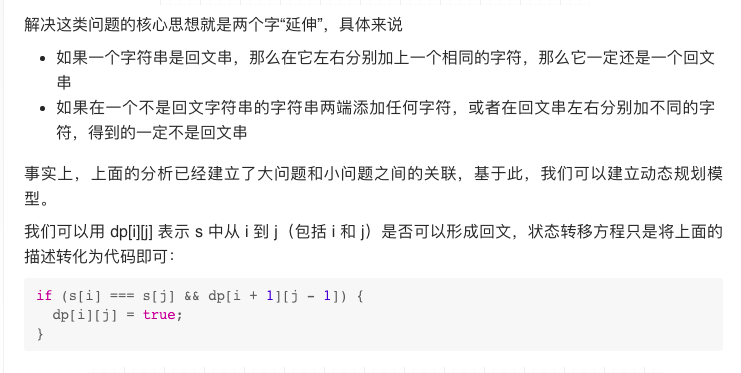 解决这类问题的核心思想就是两个字“延伸”，具体来说
• 如果一个字符串是回文串，那么在它左右分别加上一个相同的字符，那么它一定还是一个回文
串
• 如果在一个不是回文字符串的字符串两端添加任何字符，或者在回文串左右分别加不同的字
符，得到的一定不是回文串
事实上，上面的分析已经建立了大问题和小问题之间的关联，基于此，我们可以建立动态规划模
型。
我们可以用 dp[i][j] 表示 s 中从 i 到 j（包括 i 和 j）是否可以形成回文，状态转移方程只是将上面的
描述转化为代码即可：
if (s[i] === s[j] && dp[i + 1][j - 1]) {
  dp[i][j] = true;
}